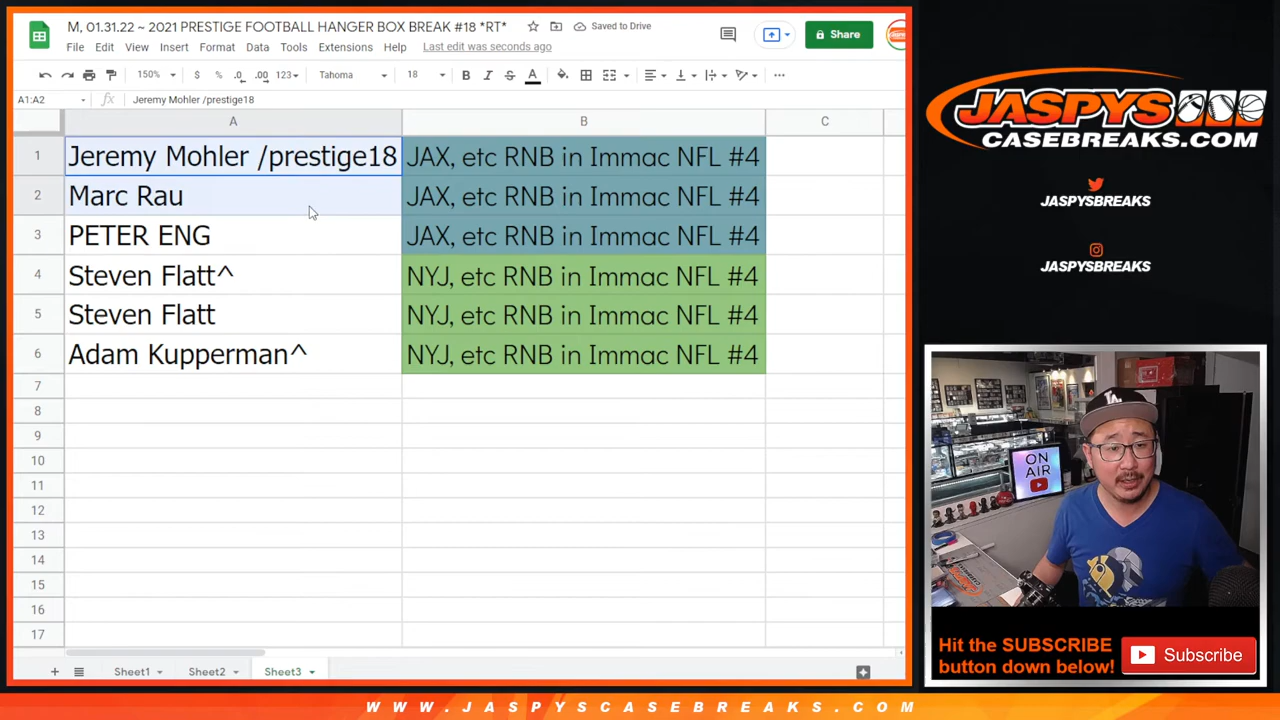 M, 01.31.22 ~ 2021 PRESTIGE FOOTBALL HANGER BOX BREAK #18 *RT*
Saved to Drive
File Edit View Insert Format Data Tools Extensions Help Last edit was seconds ago
Share
150% $ % .0 .00 123 Tahoma 18 B I S A
A1:A2 fx Jeremy Mohler /prestige18
A B C
1 Jeremy Mohler /prestige18 JAX, etc RNB in Immac NFL #4
2 Marc Rau JAX, etc RNB in Immac NFL #4
3 PETER ENG JAX, etc RNB in Immac NFL #4
4 Steven Flatt^ NYJ, etc RNB in Immac NFL #4
5 Steven Flatt NYJ, etc RNB in Immac NFL #4
6 Adam Kupperman^ NYJ, etc RNB in Immac NFL #4
7
8
9
10
11
12
13
14
15
16
17
Sheet1 Sheet2 Sheet3
JASPYS
CASEBREAKS.COM
JASPYSBREAKS
JASPYSBREAKS
LA
ON
AIR
Hit the SUBSCRIBE
button down below!
Subscribe
WWW.JASPYSCASEBREAKS.COM